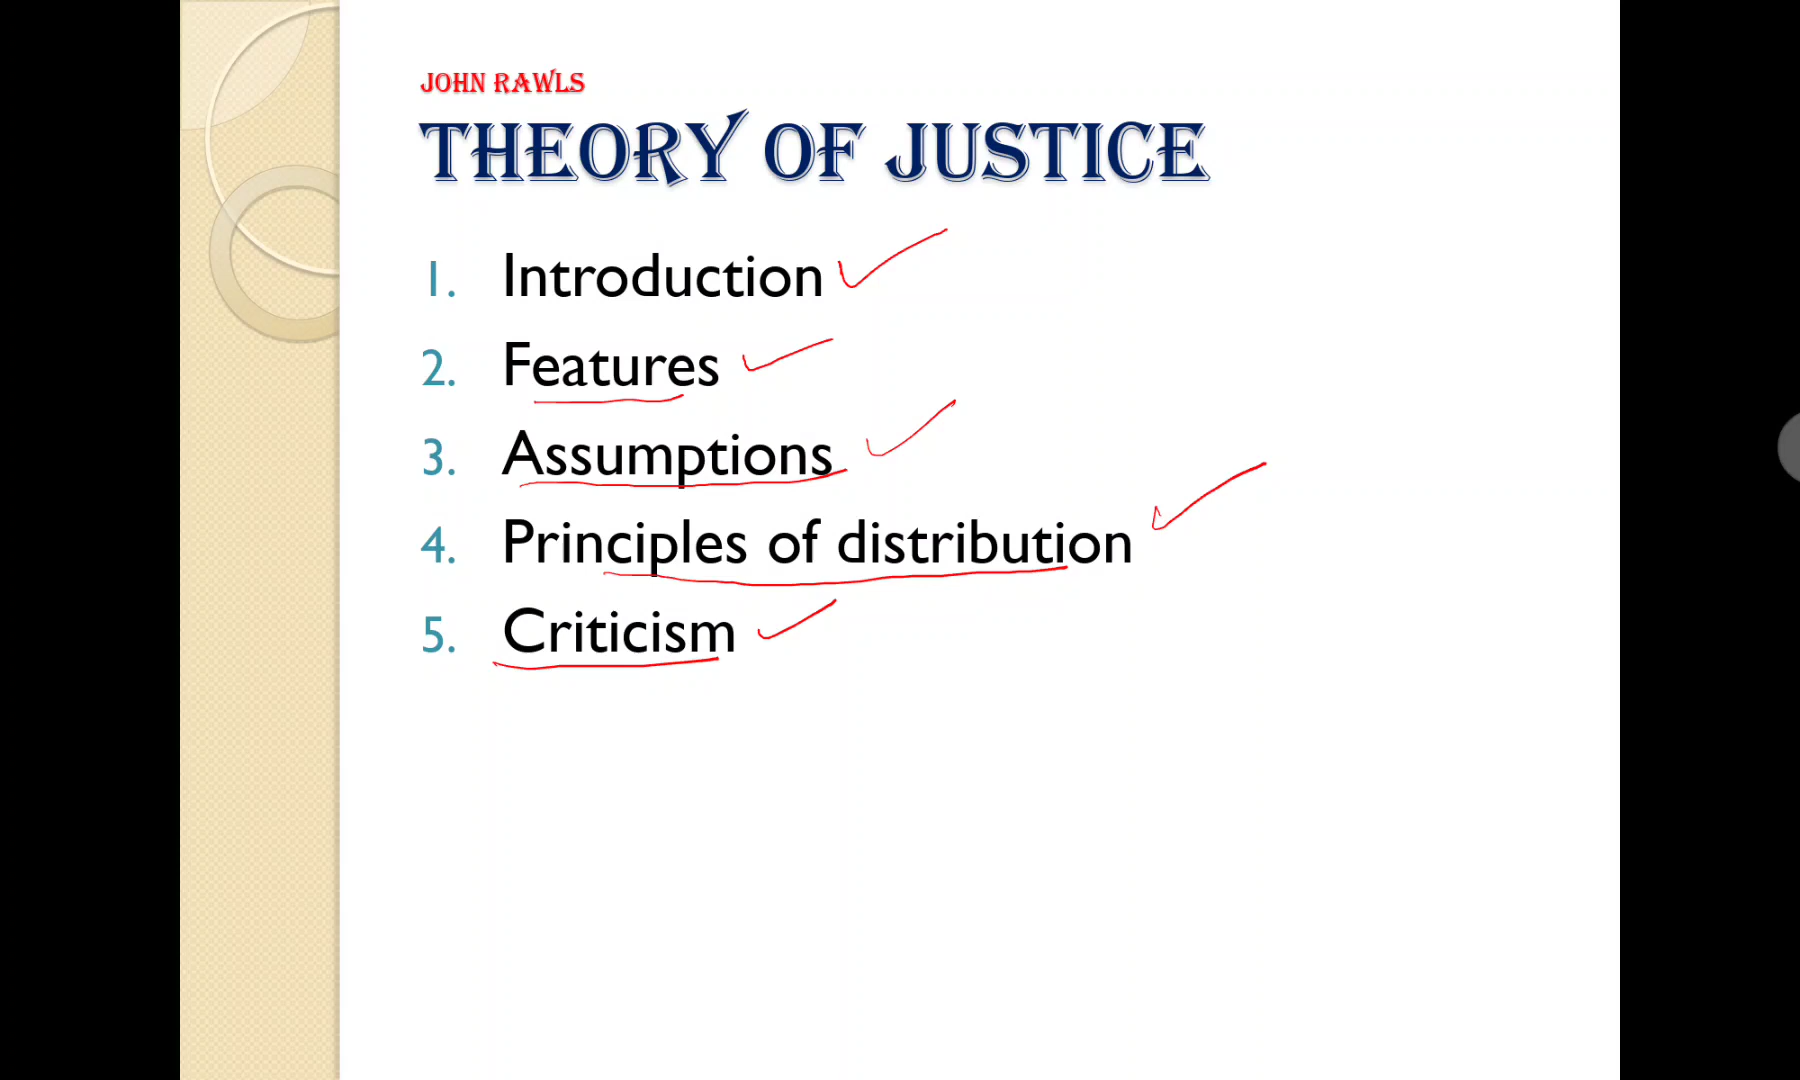 JOHN RAWLS
THEORY OF JUSTICE
1. Introduction
2. Features
3. Assumptions
4. Principles of distribution
5. Criticism